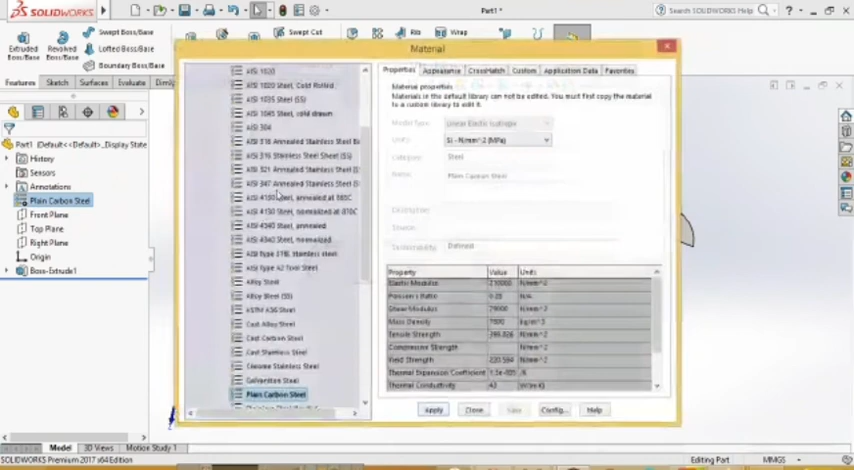 SOLIDWORKS
Part1 *
Search SOLIDWORKS Help
Extruded Boss/Base
Revolved Boss/Base
Swept Boss/Base
Lofted Boss/Base
Boundary Boss/Base
Swept Cut
Rib
Wrap
Features
Sketch
Surfaces
Evaluate
Part1 (Default<<Default>_Display State
History
Sensors
Annotations
Plain Carbon Steel
Front Plane
Top Plane
Right Plane
Origin
Boss-Extrude1
Material
AISI 1020
AISI 1020 Steel, Cold Rolled
AISI 1035 Steel (SS)
AISI 1045 Steel, cold drawn
AISI 304
AISI 316 Annealed Stainless Steel B
AISI 316 Stainless Steel Sheet (SS)
AISI 321 Annealed Stainless Steel (S
AISI 347 Annealed Stainless Steel (S
AISI 4130 Steel, annealed at 865C
AISI 4130 Steel, normalized at 870C
AISI 4340 Steel, annealed
AISI 4340 Steel, normalized
AISI Type 316L stainless steel
AISI Type A2 Tool Steel
Alloy Steel
Alloy Steel (SS)
ASTM A36 Steel
Cast Alloy Steel
Cast Carbon Steel
Cast Stainless Steel
Chrome Stainless Steel
Galvanized Steel
Plain Carbon Steel
Properties
Appearance
CrossHatch
Custom
Application Data
Favorites
Material properties
Materials in the default library can not be edited. You must first copy the material
to a custom library to edit it.
Model Type:
Linear Elastic Isotropic
Units:
SI - N/mm^2 (MPa)
Category:
Steel
Name:
Plain Carbon Steel
Description:
Source:
Sustainability:
Defined
Property Value Units
Elastic Modulus 210000 N/mm^2
Poisson's Ratio 0.28 N/A
Shear Modulus 79000 N/mm^2
Mass Density 7800 kg/m^3
Tensile Strength 399.826 N/mm^2
Compressive Strength N/mm^2
Yield Strength 220.594 N/mm^2
Thermal Expansion Coefficient 1.3e-005 /K
Thermal Conductivity 43 W/(m·K)
Apply
Close
Save
Config...
Help
Model
3D Views
Motion Study 1
SOLIDWORKS Premium 2017 x64 Edition
Editing Part
MMGS